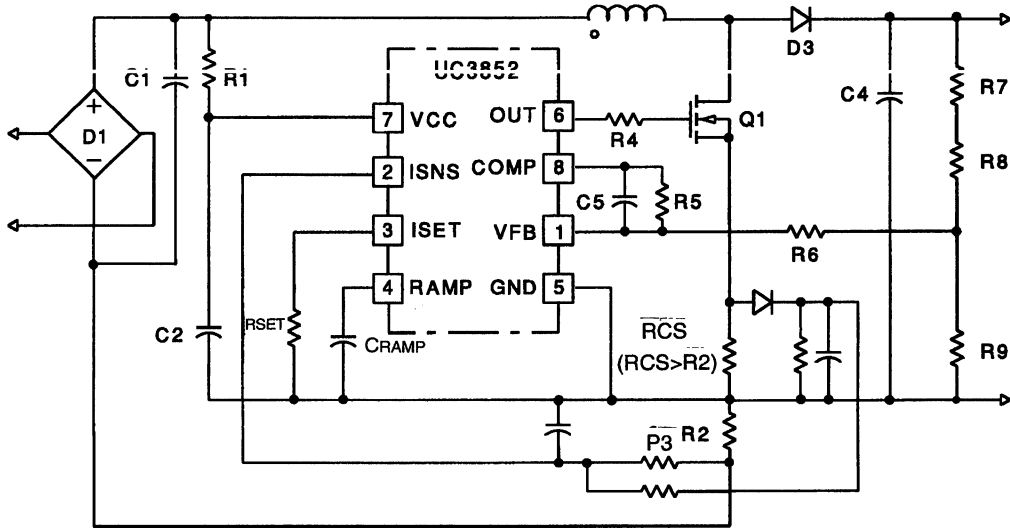 UC3852
C1
R1
7 VCC
OUT 6
D3
C4
R7
D1
R4
Q1
2 ISNS
COMP 8
R8
C5
R5
3 ISET
VFB 1
R6
4 RAMP
GND 5
C2
RSET
CRAMP
RCS
(RCS>R2)
R9
P3
R2